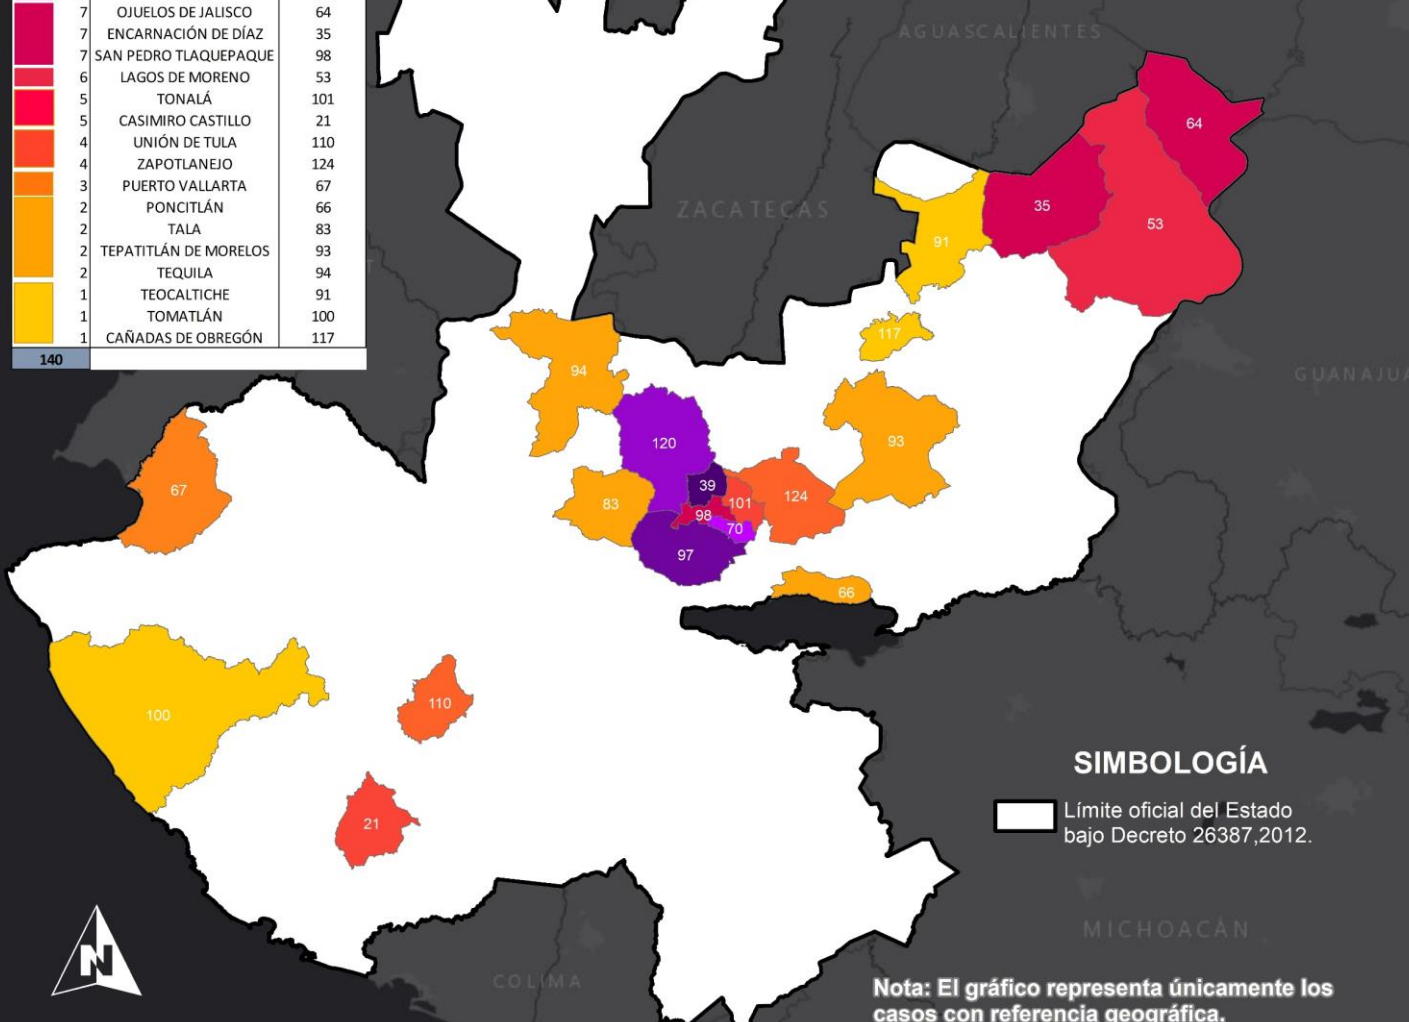 7 OJUELOS DE JALISCO 64
7 ENCARNACIÓN DE DÍAZ 35
7 SAN PEDRO TLAQUEPAQUE 98
6 LAGOS DE MORENO 53
5 TONALÁ 101
5 CASIMIRO CASTILLO 21
4 UNIÓN DE TULA 110
4 ZAPOTLANEJO 124
3 PUERTO VALLARTA 67
2 PONCITLÁN 66
2 TALA 83
2 TEPATITLÁN DE MORELOS 93
2 TEQUILA 94
1 TEOCALTICHE 91
1 TOMATLÁN 100
1 CAÑADAS DE OBREGÓN 117
140
AGUASCALIENTES
64
ZACATECAS
35
53
91
T
117
94
GUANAJUA
120
93
67
39
83
101
124
98
70
97
66
110
100
SIMBOLOGÍA
Límite oficial del Estado
bajo Decreto 26387,2012.
21
MICHOACÁN
N
COLIMA
Nota: El gráfico representa únicamente los
casos con referencia geográfica.